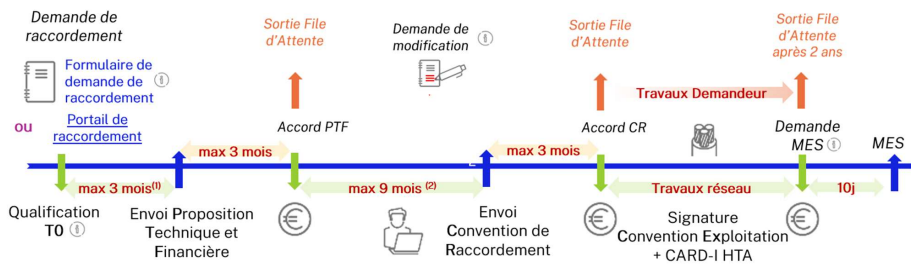 Demande de
raccordement
Formulaire de
demande de
raccordement
ou
Portail de
raccordement
Sortie File
d'Attente
Demande de
modification
Sortie File
d'Attente
Sortie File
d'Attente
après 2 ans
Travaux Demandeur
Accord PTF
Accord CR
Demande
MES
MES
max 3 mois
max 3 mois
max 3 mois(1)
max 9 mois (2)
Travaux réseau
10j
Qualification
T0
Envoi Proposition
Technique et
Financière
Envoi
Convention de
Raccordement
Signature
Convention Exploitation
+ CARD-I HTA